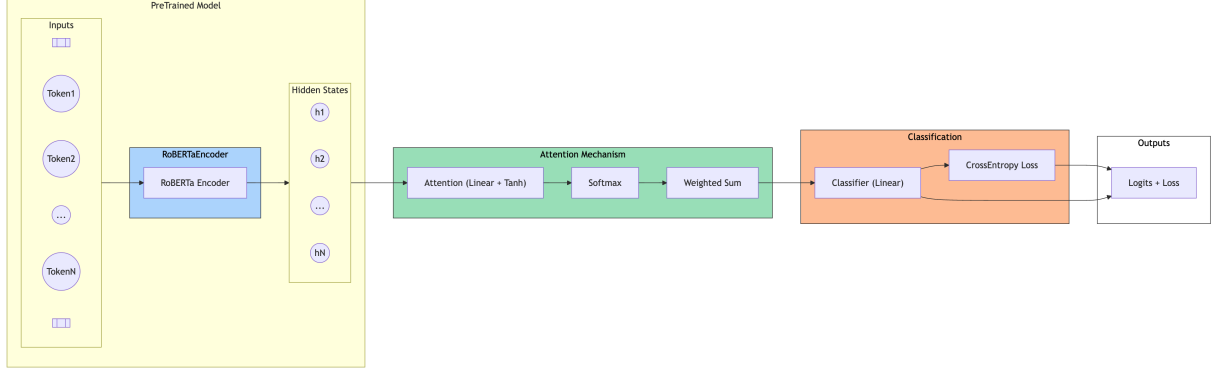 PreTrained Model
Inputs
Token1
Token2
...
TokenN
RoBERTaEncoder
RoBERTa Encoder
Hidden States
h1
h2
...
hN
Attention Mechanism
Attention (Linear + Tanh)
Softmax
Weighted Sum
Classification
Classifier (Linear)
CrossEntropy Loss
Outputs
Logits + Loss